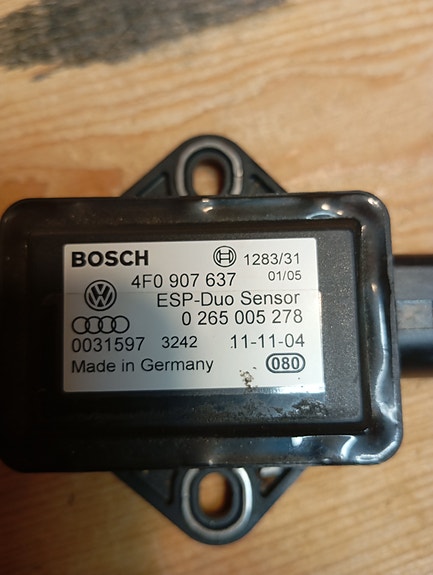 BOSCH 1283/31
4F0 907 637 01/05
ESP-Duo Sensor
0 265 005 278
0031597 3242 11-11-04
Made in Germany 080